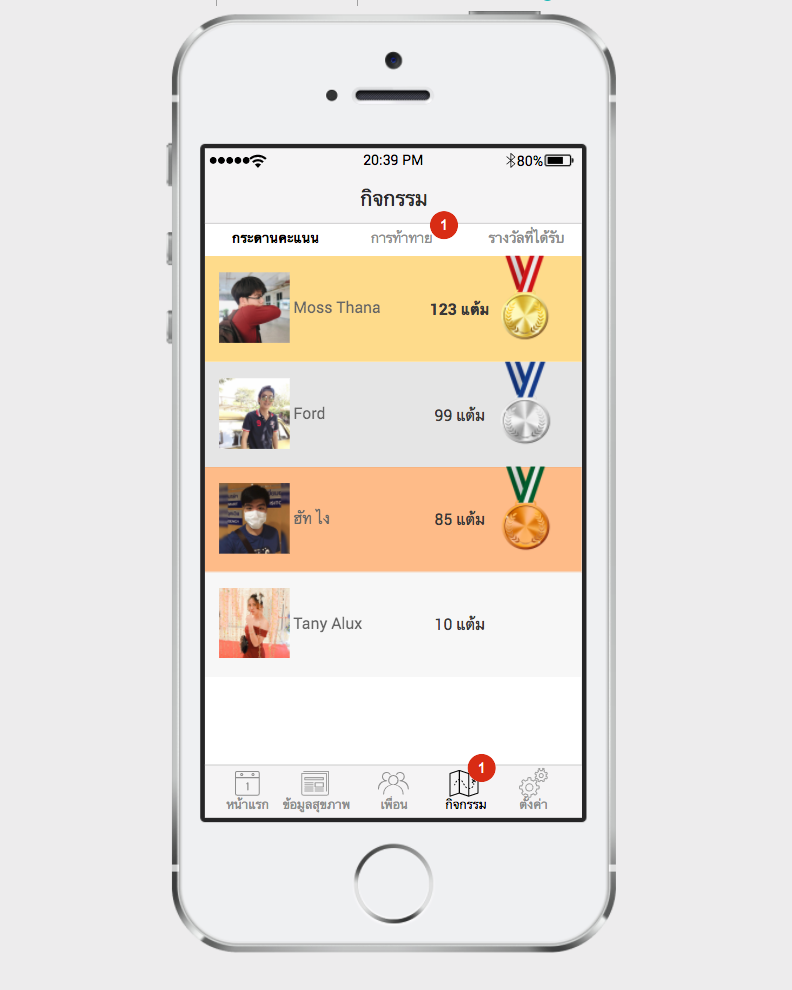 20:39 PM
80%
กิจกรรม
กระดานคะแนน
การท้าทาย
1
รางวัลที่ได้รับ
Moss Thana
123 แต้ม
Ford
99 แต้ม
ฮัท ไง
85 แต้ม
Tany Alux
10 แต้ม
1
1
หน้าแรก
ข้อมูลสุขภาพ
เพื่อน
กิจกรรม
ตั้งค่า